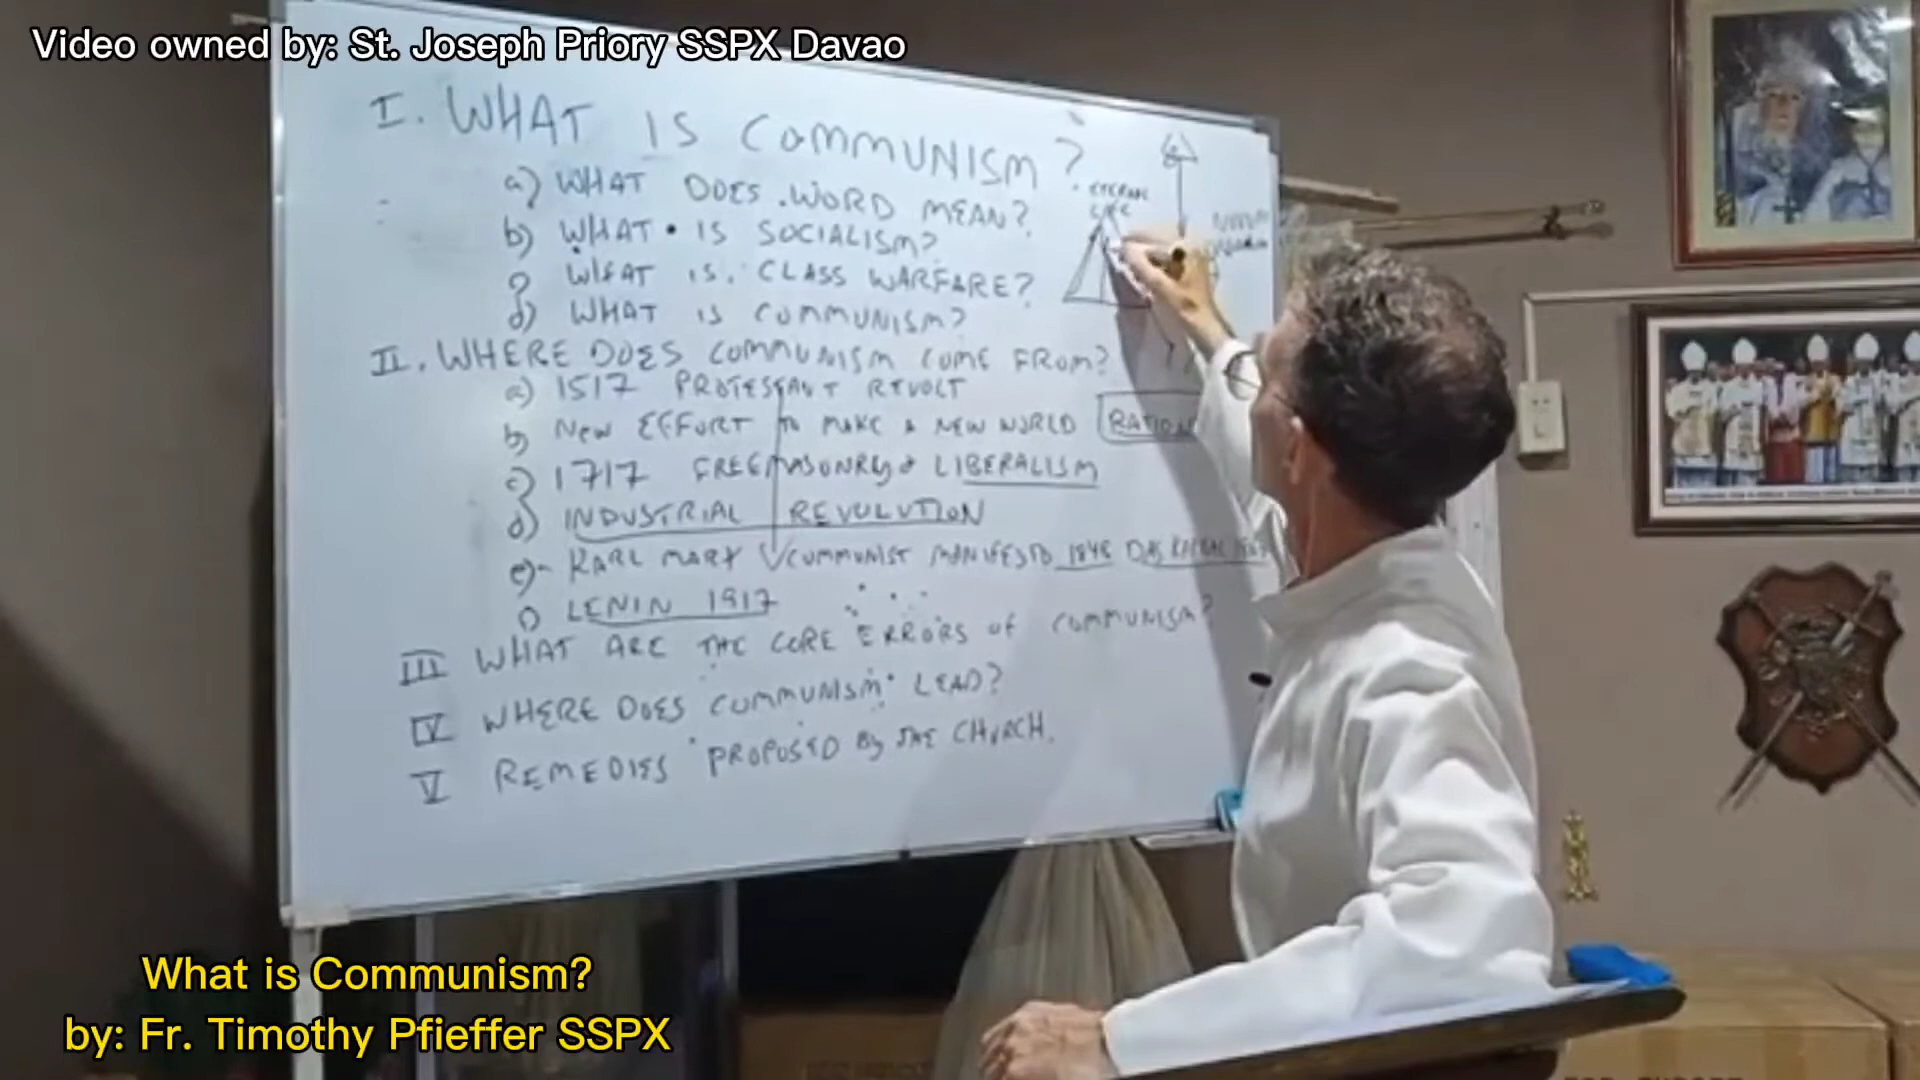 Video owned by: St. Joseph Priory SSPX Davao
I. WHAT IS COMMUNISM?
a) WHAT DOES WORD MEAN?
b) WHAT IS SOCIALISM?
c) WHAT IS CLASS WARFARE?
d) WHAT IS COMMUNISM?
ETERNAL
LIFE
II. WHERE DOES COMMUNISM COME FROM?
a) 1517 PROTESTANT REVOLT
b) NEW EFFORT TO MAKE A NEW WORLD
c) 1717 FREEMASONRY & LIBERALISM
d) INDUSTRIAL REVOLUTION
e) KARL MARX COMMUNIST MANIFESTO 1848 DAS
LENIN 1917
III WHAT ARE THE CORE ERRORS OF COMMUNISM?
IV WHERE DOES COMMUNISM LEAD?
V REMEDIES PROPOSED BY THE CHURCH.
What is Communism?
by: Fr. Timothy Pfieffer SSPX